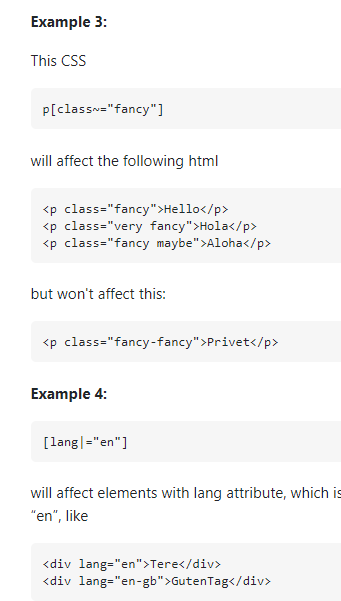 Example 3:
This CSS
p[class~="fancy"]
will affect the following html
<p class="fancy">Hello</p>
<p class="very fancy">Hola</p>
<p class="fancy maybe">Aloha</p>
but won't affect this:
<p class="fancy-fancy">Privet</p>
Example 4:
[lang|="en"]
will affect elements with lang attribute, which is
“en”, like
<div lang="en">Tere</div>
<div lang="en-gb">GutenTag</div>